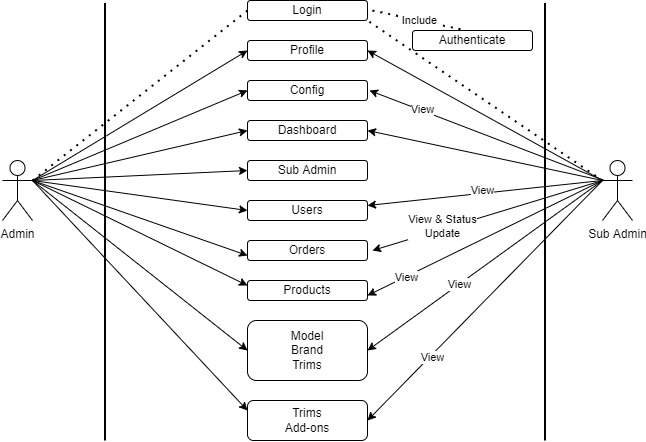 Login
Include
Authenticate
Profile
Config
View
Dashboard
Sub Admin
View
Users
Admin
View & Status
Update
Sub Admin
Orders
View
View
Products
Model
Brand
Trims
View
Trims
Add-ons